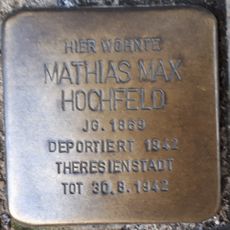 HIER WOHNTE
MATHIAS MAX
HOCHFELD
JG. 1869
DEPORTIERT 1942
THERESIENSTADT
TOT 30.8.1942